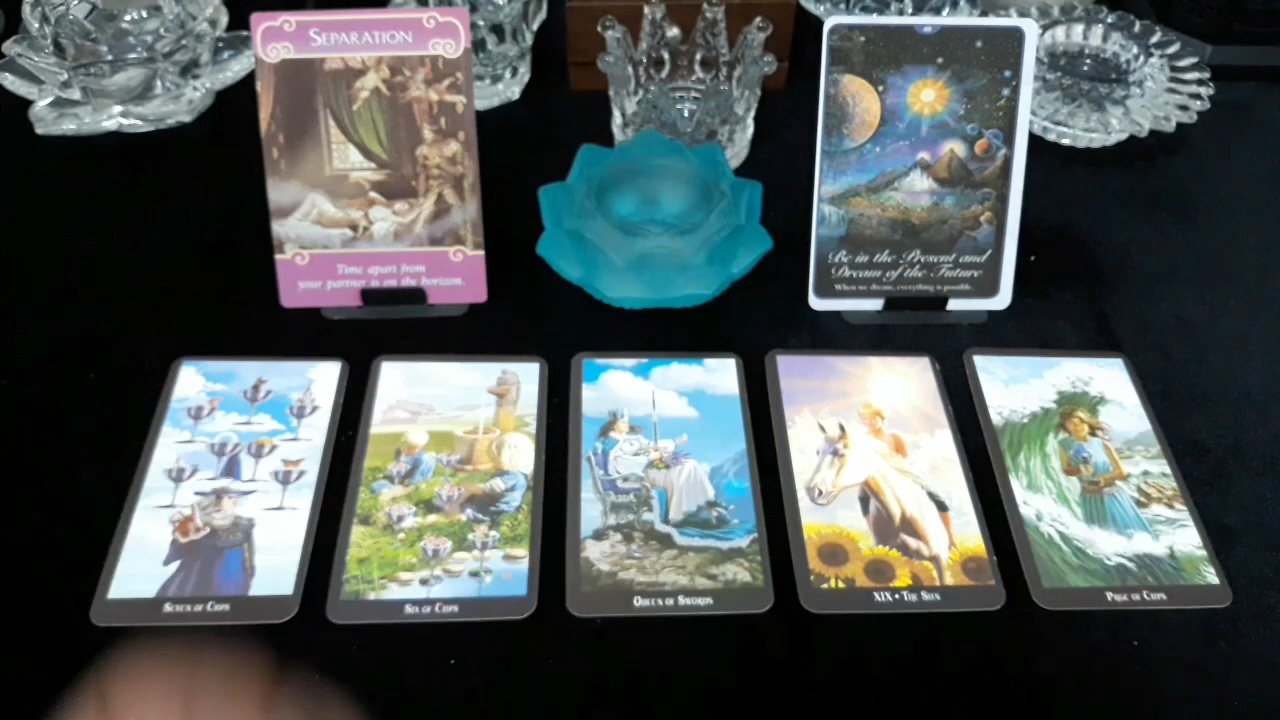 SEPARATION
Time apart from
your partner is on the horizon.
Be in the Present and
Dream of the Future
When we dream, everything is possible.
Seven of Cups
Six of Cups
Queen of Swords
XIX • The Sun
Page of Cups